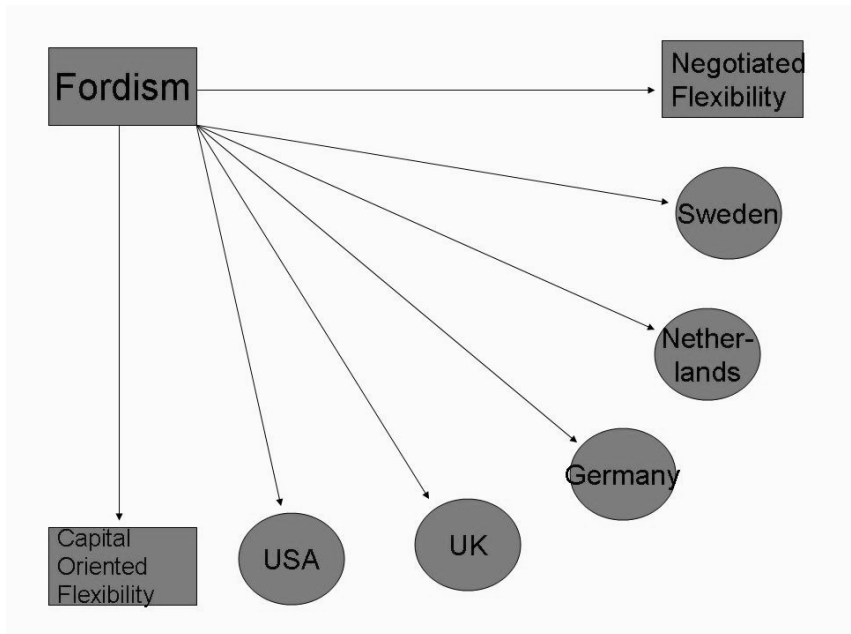 Fordism
Negotiated
Flexibility
Sweden
Nether-
lands
Germany
UK
USA
Capital
Oriented
Flexibility